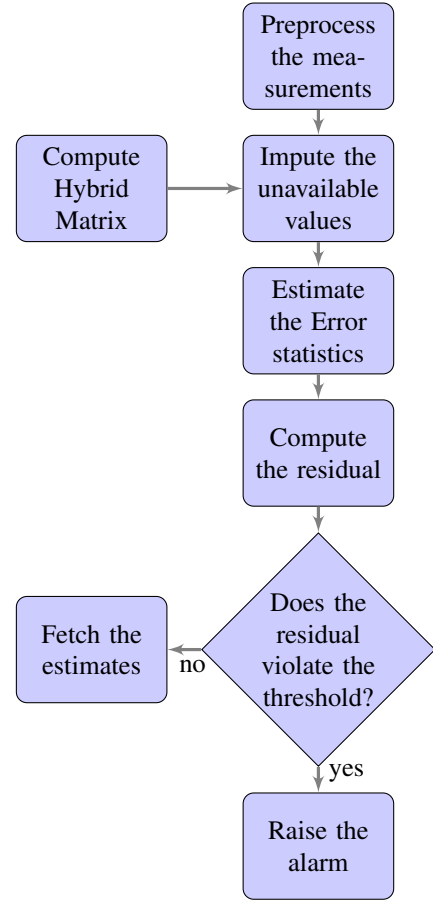 Preprocess
the mea-
surements
Compute
Hybrid
Matrix
Impute the
unavailable
values
Estimate
the Error
statistics
Compute
the residual
Does the
residual
violate the
threshold?
Fetch the
estimates
no
yes
Raise the
alarm